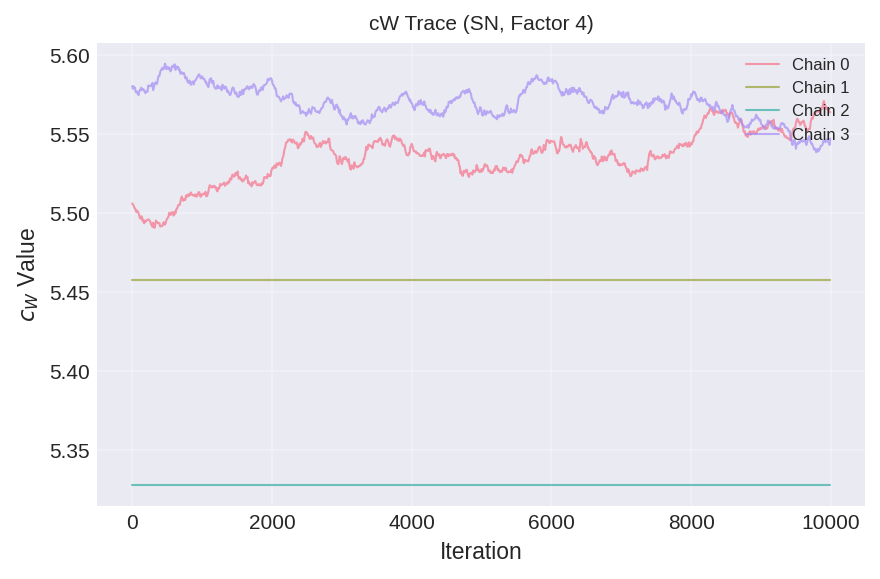 cW Trace (SN, Factor 4)
5.60
5.55
5.50
5.45
5.40
5.35
c_W Value
Chain 0
Chain 1
Chain 2
Chain 3
0 2000 4000 6000 8000 10000
Iteration